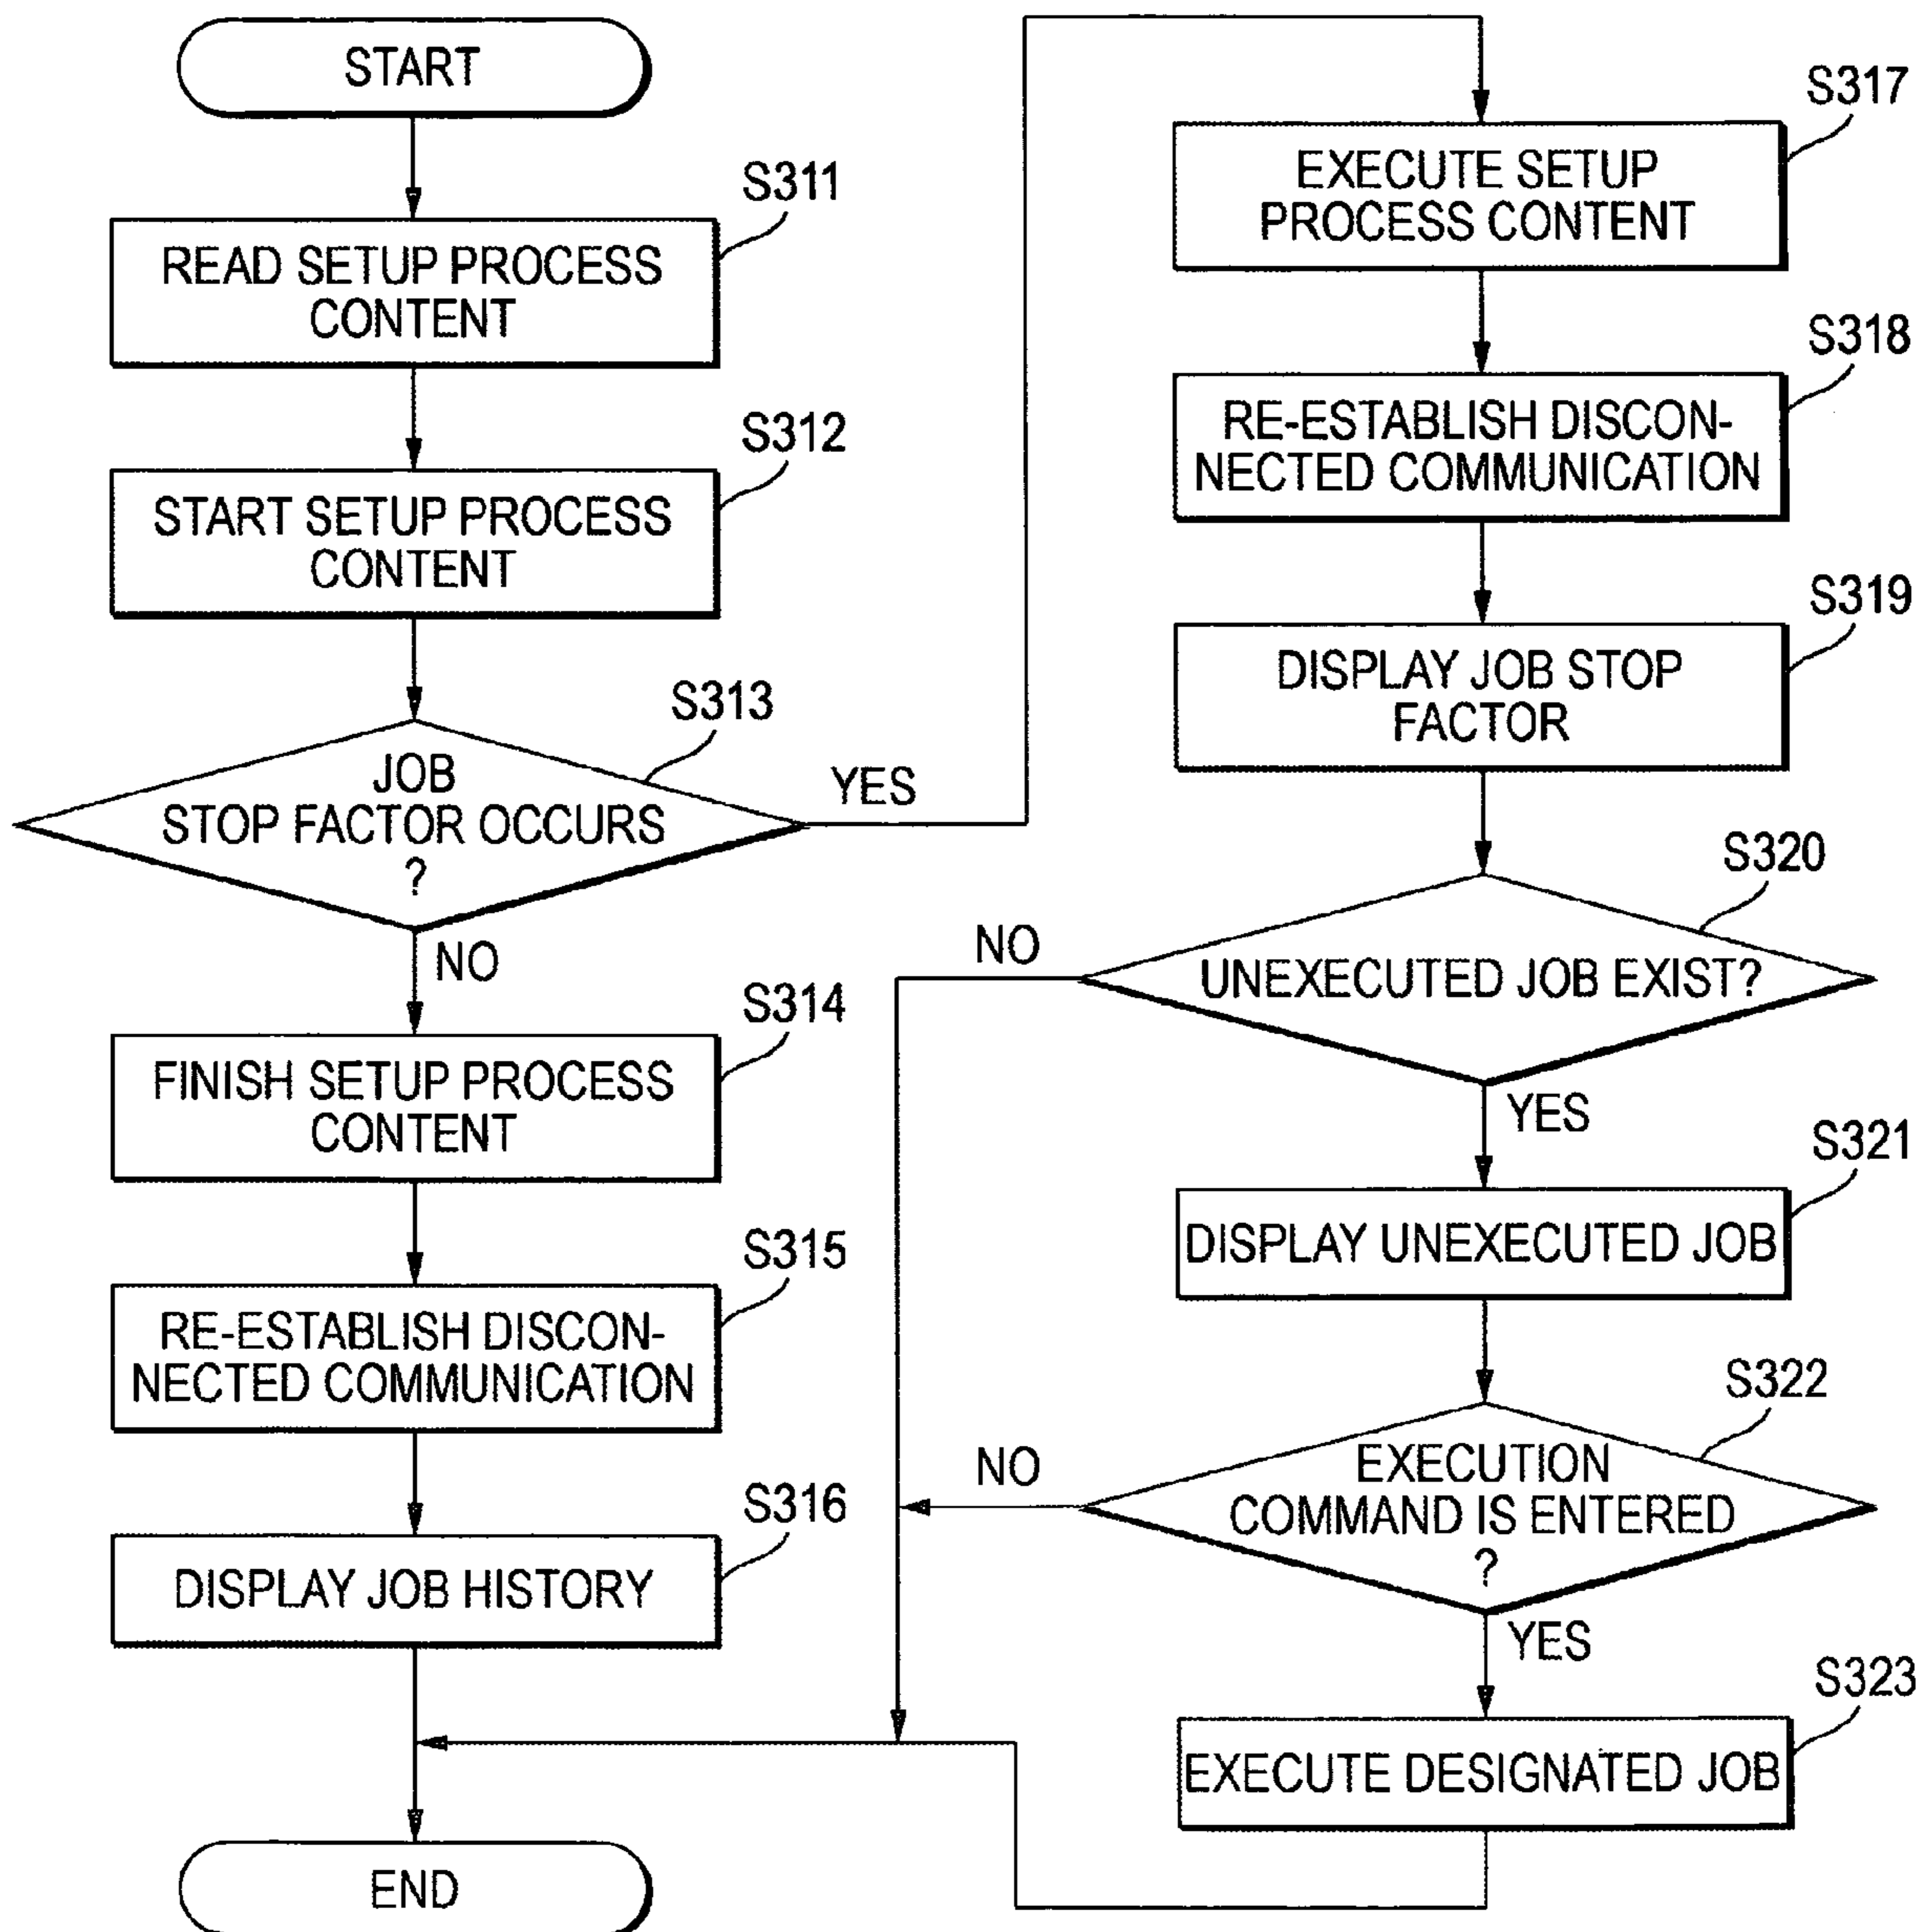 START
S311
READ SETUP PROCESS
CONTENT
S312
START SETUP PROCESS
CONTENT
S313
JOB
STOP FACTOR OCCURS
?
YES
NO
S314
FINISH SETUP PROCESS
CONTENT
S315
RE-ESTABLISH DISCON-
NECTED COMMUNICATION
S316
DISPLAY JOB HISTORY
END
S317
EXECUTE SETUP
PROCESS CONTENT
S318
RE-ESTABLISH DISCON-
NECTED COMMUNICATION
S319
DISPLAY JOB STOP
FACTOR
S320
UNEXECUTED JOB EXIST?
NO
YES
S321
DISPLAY UNEXECUTED JOB
S322
EXECUTION
COMMAND IS ENTERED
?
NO
YES
S323
EXECUTE DESIGNATED JOB